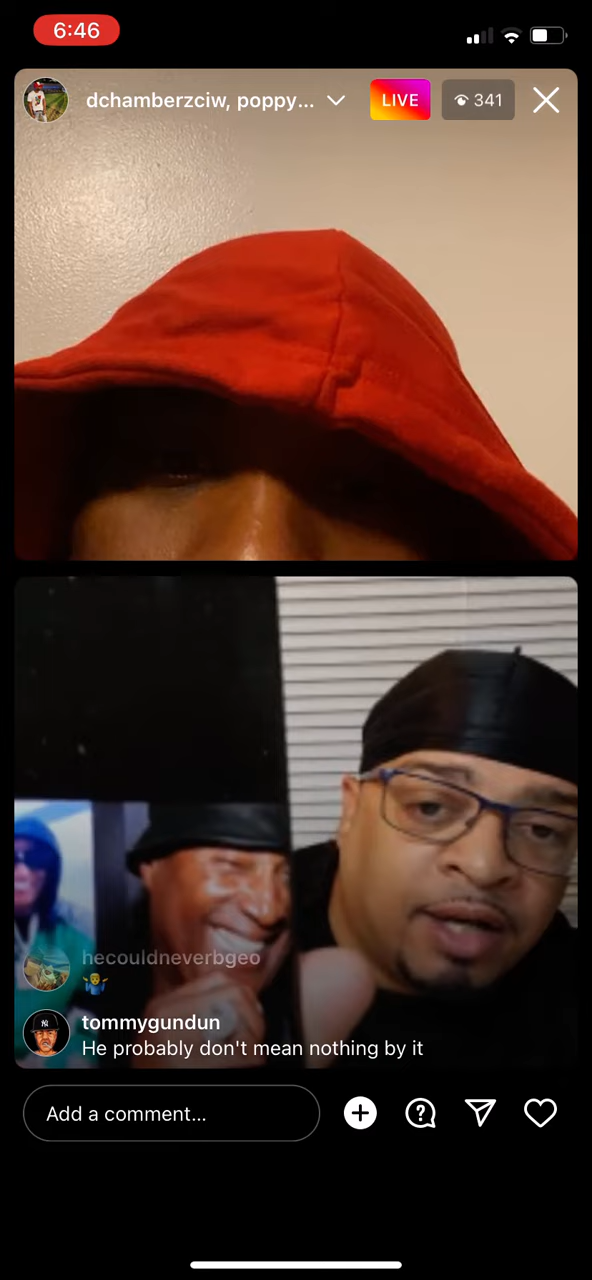 6:46
dchamberzciw, poppy...
LIVE
341
hecouldneverbgeo
🤷‍♂️
tommygundun
He probably don't mean nothing by it
Add a comment...